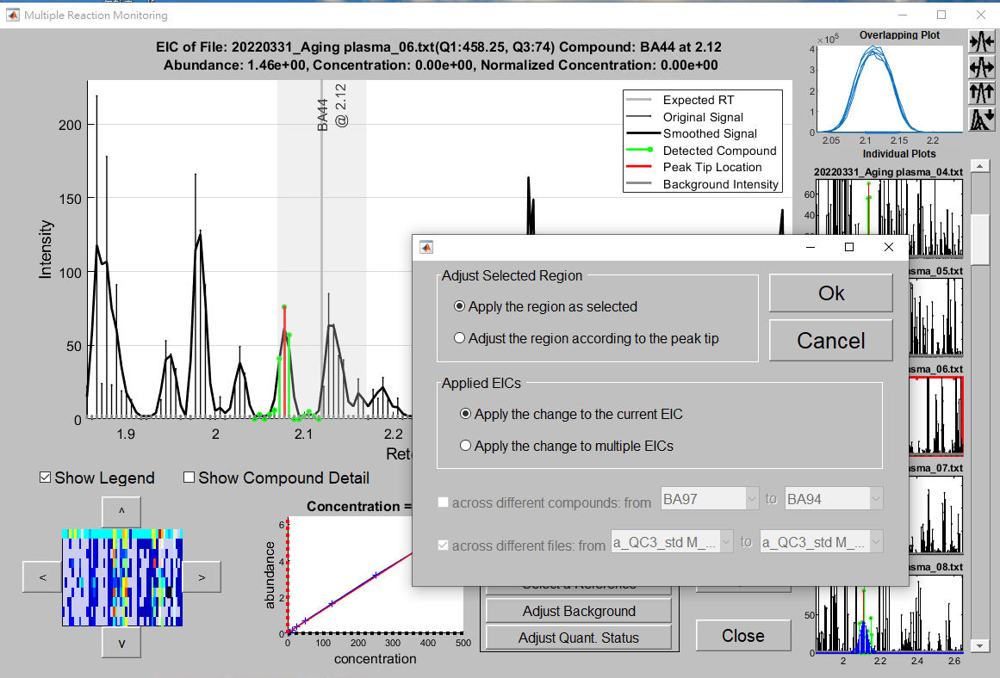 Multiple Reaction Monitoring
EIC of File: 20220331_Aging plasma_06.txt(Q1:458.25, Q3:74) Compound: BA44 at 2.12
Abundance: 1.46e+00, Concentration: 0.00e+00, Normalized Concentration: 0.00e+00
Intensity
200
150
100
50
0
1.9
2
2.1
2.2
BA44
@ 2.12
Expected RT
Original Signal
Smoothed Signal
Detected Compound
Peak Tip Location
Background Intensity
Overlapping Plot
×10^5
4
3
2
1
0
2.05
2.1
2.15
2.2
Individual Plots
20220331_Aging plasma_04.txt
60
40
20
asma_05.txt
asma_06.txt
asma_07.txt
asma_08.txt
50
0
2
2.2
2.4
2.6
Adjust Selected Region
Apply the region as selected
Adjust the region according to the peak tip
Ok
Cancel
Applied EICs
Apply the change to the current EIC
Apply the change to multiple EICs
across different compounds: from BA97 to BA94
across different files: from a_QC3_std M_... to a_QC3_std M_...
Show Legend
Show Compound Detail
^
<
>
v
Concentration =
abundance
6
4
2
0
0
100
200
300
400
500
concentration
Select a Reference
Adjust Background
Adjust Quant. Status
Close